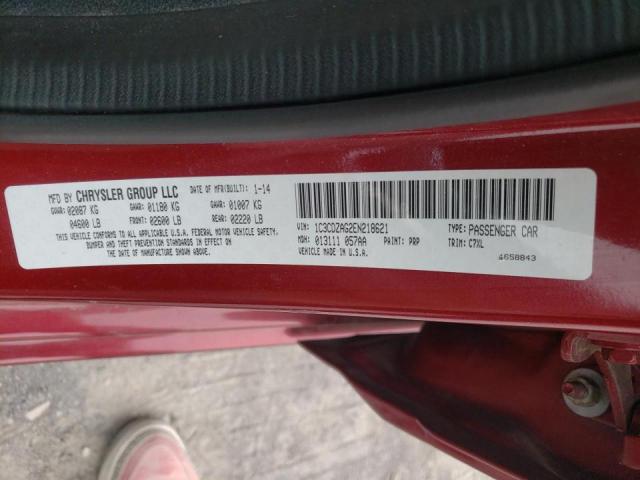 MFD BY CHRYSLER GROUP LLC
DATE OF MFR(BUILT): 1-14
GVWR: 02087 KG GAWR: 01180 KG GAWR: 01007 KG
04600 LB FRONT: 02600 LB REAR: 02220 LB
THIS VEHICLE CONFORMS TO ALL APPLICABLE U.S.A. FEDERAL MOTOR VEHICLE SAFETY,
BUMPER AND THEFT PREVENTION STANDARDS IN EFFECT ON
THE DATE OF MANUFACTURE SHOWN ABOVE.
VIN: 1C3CDZAG2EN218621 TYPE: PASSENGER CAR
MDH: 013111 057AA PAINT: PRP TRIM: C7XL
VEHICLE MADE IN U.S.A. 4658843